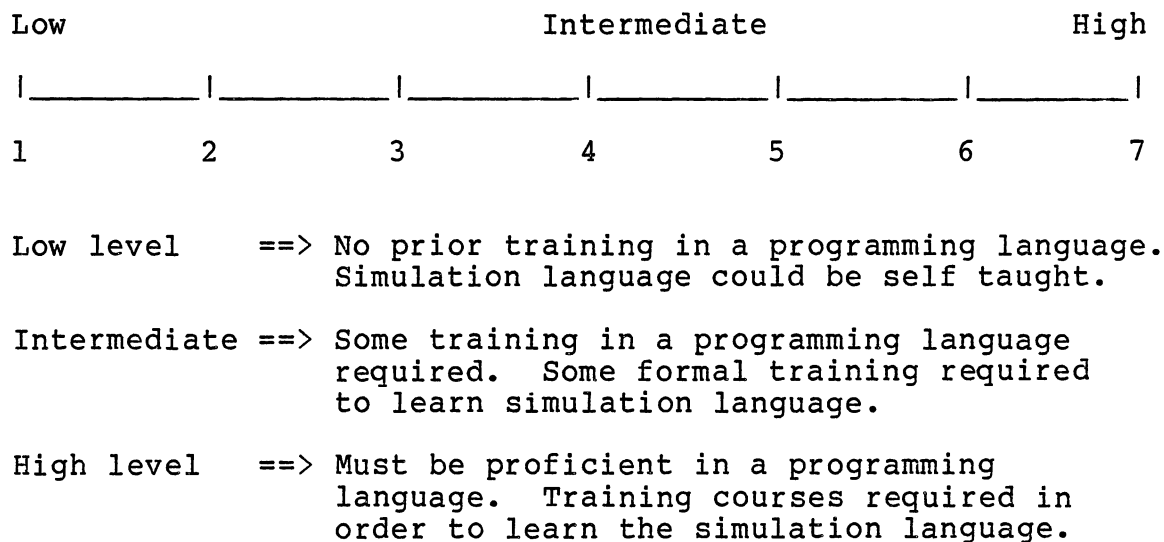 Low Intermediate High
|_________|_________|_________|_________|_________|_________|
1 2 3 4 5 6 7
Low level ==> No prior training in a programming language.
Simulation language could be self taught.
Intermediate ==> Some training in a programming language
required. Some formal training required
to learn simulation language.
High level ==> Must be proficient in a programming
language. Training courses required in
order to learn the simulation language.